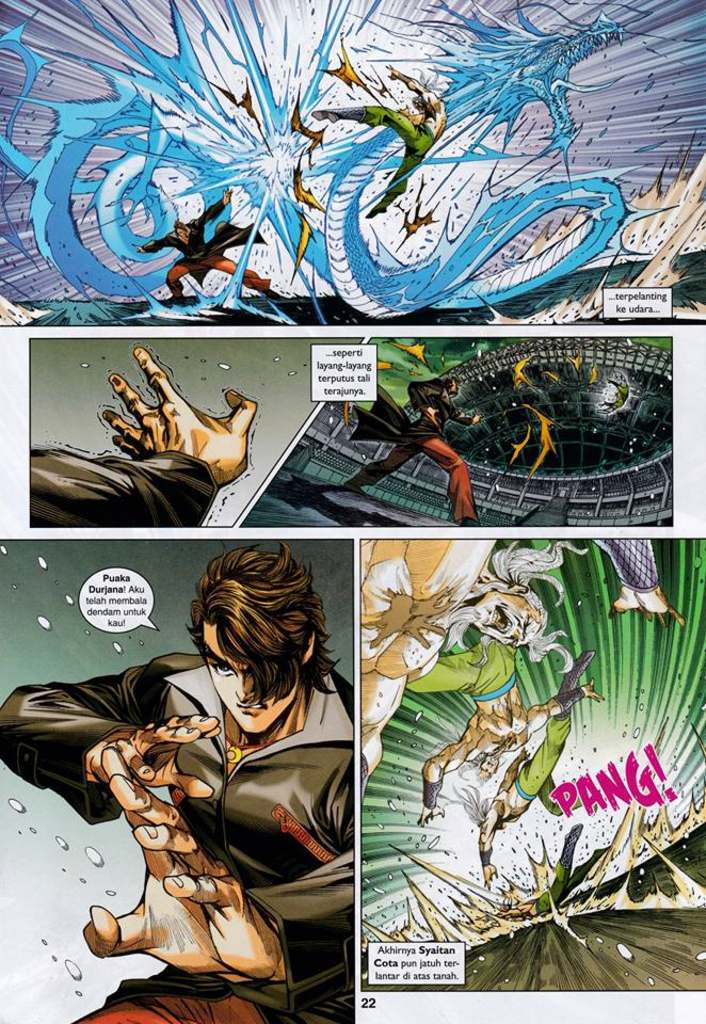 ...terpelanting
ke udara...
...seperti
layang-layang
terputus tali
terajunya.
Puaka
Durjana! Aku
telah membala
dendam untuk
kau!
PANG!
Akhirnya Syaitan
Cota pun jatuh ter-
lantar di atas tanah.
22